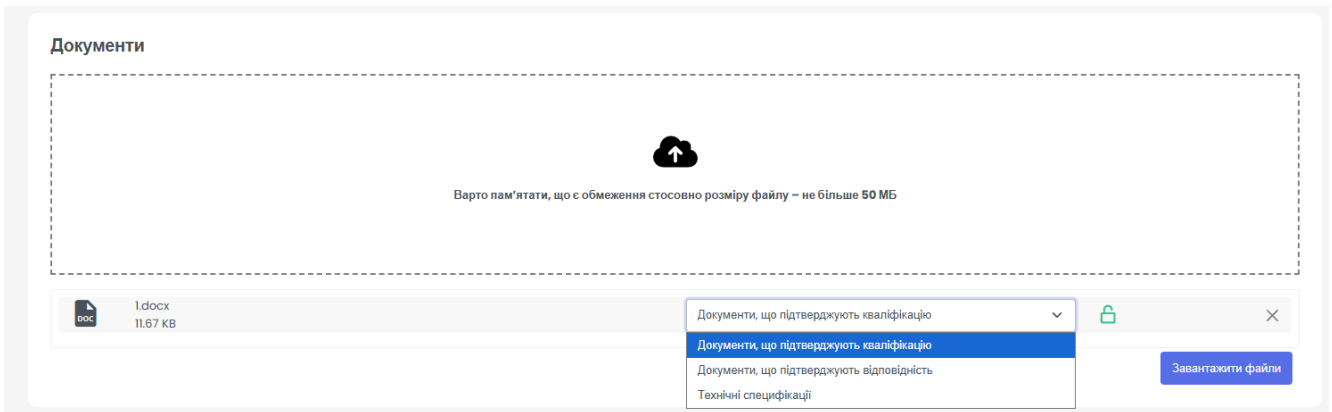 Документи
Варто пам’ятати, що є обмеження стосовно розміру файлу – не більше 50 МБ
DOC
1.docx
11.67 KB
Документи, що підтверджують кваліфікацію
Документи, що підтверджують кваліфікацію
Документи, що підтверджують відповідність
Технічні специфікації
Завантажити файли